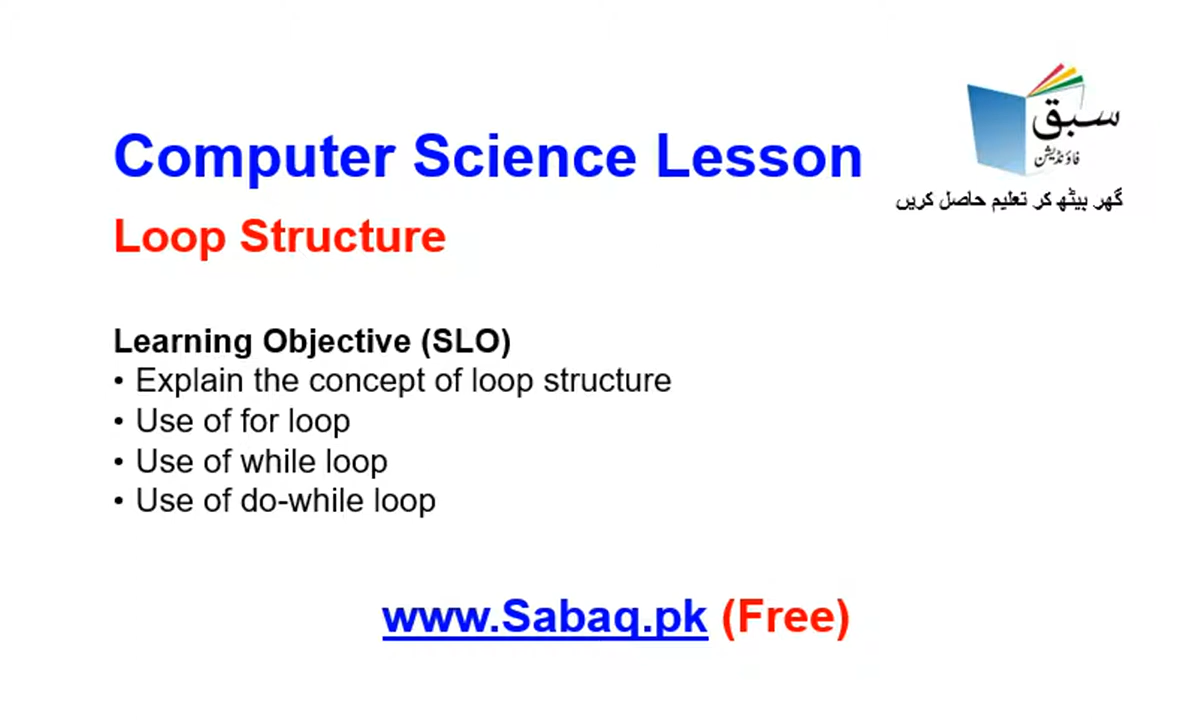 سبق
فاؤنڈیشن
گھر بیٹھ کر تعلیم حاصل کریں
Computer Science Lesson
Loop Structure
Learning Objective (SLO)
• Explain the concept of loop structure
• Use of for loop
• Use of while loop
• Use of do-while loop
www.Sabaq.pk (Free)